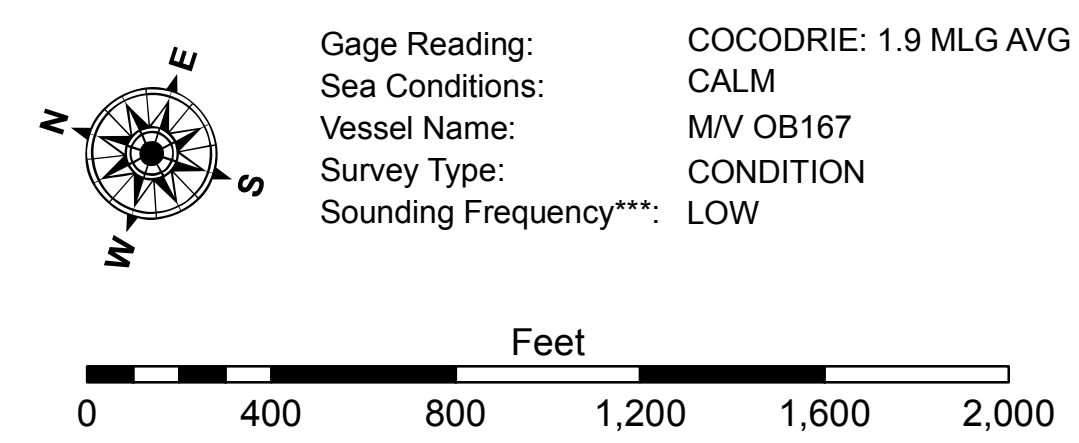 E
N
S
W
Gage Reading: COCODRIE: 1.9 MLG AVG
Sea Conditions: CALM
Vessel Name: M/V OB167
Survey Type: CONDITION
Sounding Frequency***: LOW
Feet
0 400 800 1,200 1,600 2,000